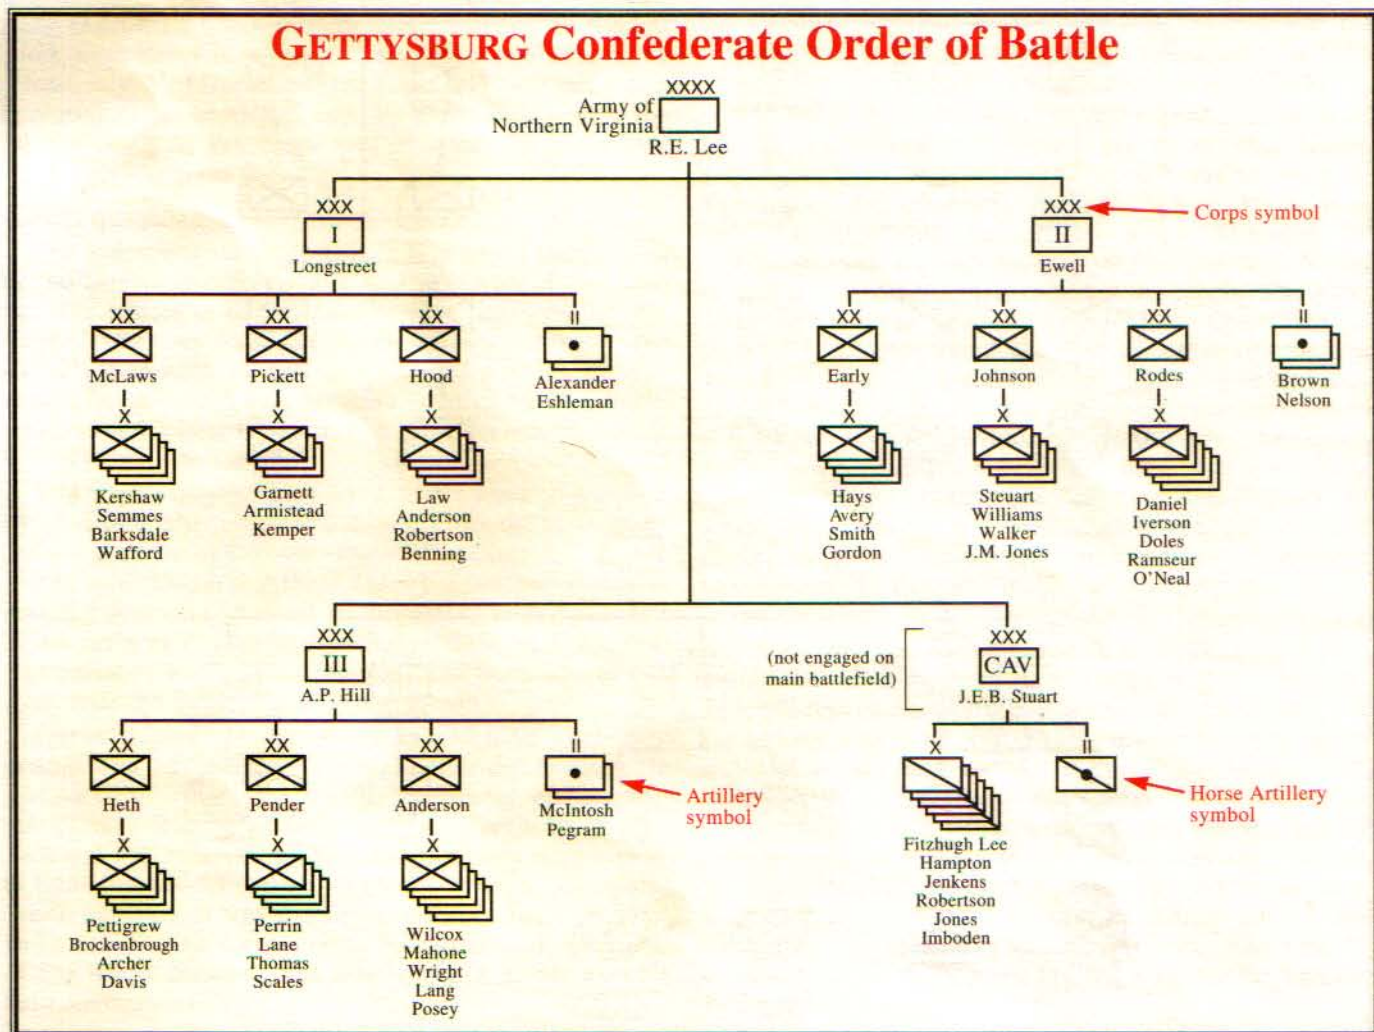 GETTYSBURG Confederate Order of Battle
XXXX
Army of
Northern Virginia
R.E. Lee
XXX
I
Longstreet
XXX
Corps symbol
II
Ewell
XX
McLaws
XX
Pickett
XX
Hood
II
Alexander
Eshleman
XX
Early
XX
Johnson
XX
Rodes
II
Brown
Nelson
X
Kershaw
Semmes
Barksdale
Wafford
X
Garnett
Armistead
Kemper
X
Law
Anderson
Robertson
Benning
X
Hays
Avery
Smith
Gordon
X
Steuart
Williams
Walker
J.M. Jones
X
Daniel
Iverson
Doles
Ramseur
O'Neal
XXX
III
A.P. Hill
(not engaged on
main battlefield)
XXX
CAV
J.E.B. Stuart
XX
Heth
XX
Pender
XX
Anderson
II
McIntosh
Pegram
Artillery
symbol
X
Fitzhugh Lee
Hampton
Jenkens
Robertson
Jones
Imboden
II
Horse Artillery
symbol
X
Pettigrew
Brockenbrough
Archer
Davis
X
Perrin
Lane
Thomas
Scales
X
Wilcox
Mahone
Wright
Lang
Posey